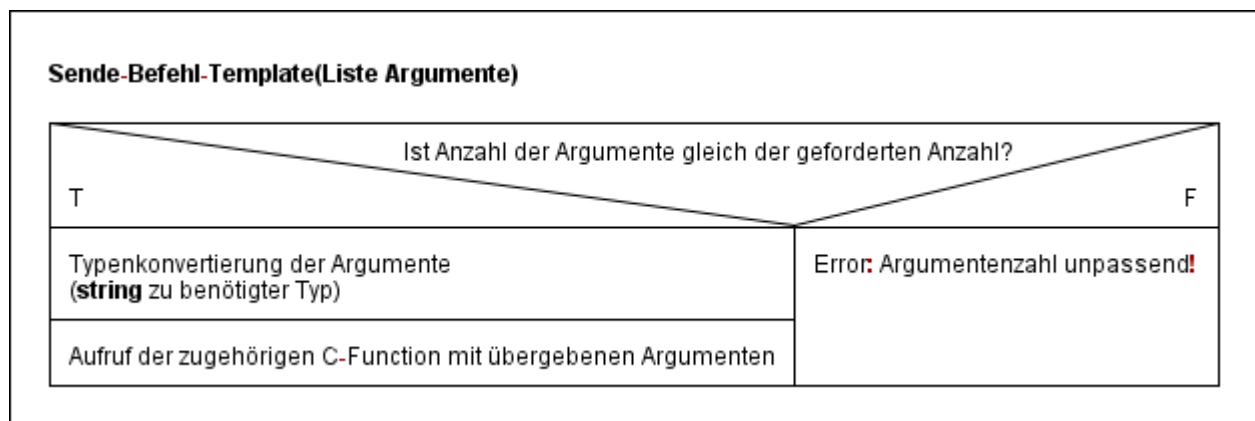 Sende-Befehl-Template(Liste Argumente)
Ist Anzahl der Argumente gleich der geforderten Anzahl?
T
F
Typenkonvertierung der Argumente
(string zu benötigter Typ)
Error: Argumentenzahl unpassend!
Aufruf der zugehörigen C-Function mit übergebenen Argumenten